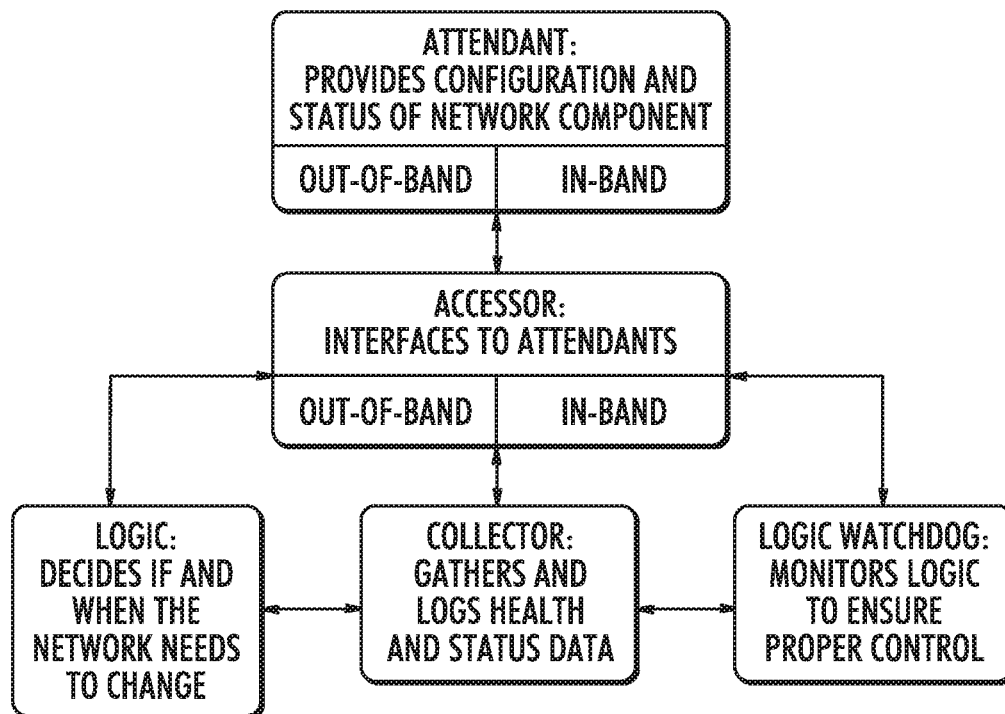 ATTENDANT:
PROVIDES CONFIGURATION AND
STATUS OF NETWORK COMPONENT
OUT-OF-BAND
IN-BAND
ACCESSOR:
INTERFACES TO ATTENDANTS
OUT-OF-BAND
IN-BAND
LOGIC:
DECIDES IF AND
WHEN THE
NETWORK NEEDS
TO CHANGE
COLLECTOR:
GATHERS AND
LOGS HEALTH
AND STATUS DATA
LOGIC WATCHDOG:
MONITORS LOGIC
TO ENSURE
PROPER CONTROL